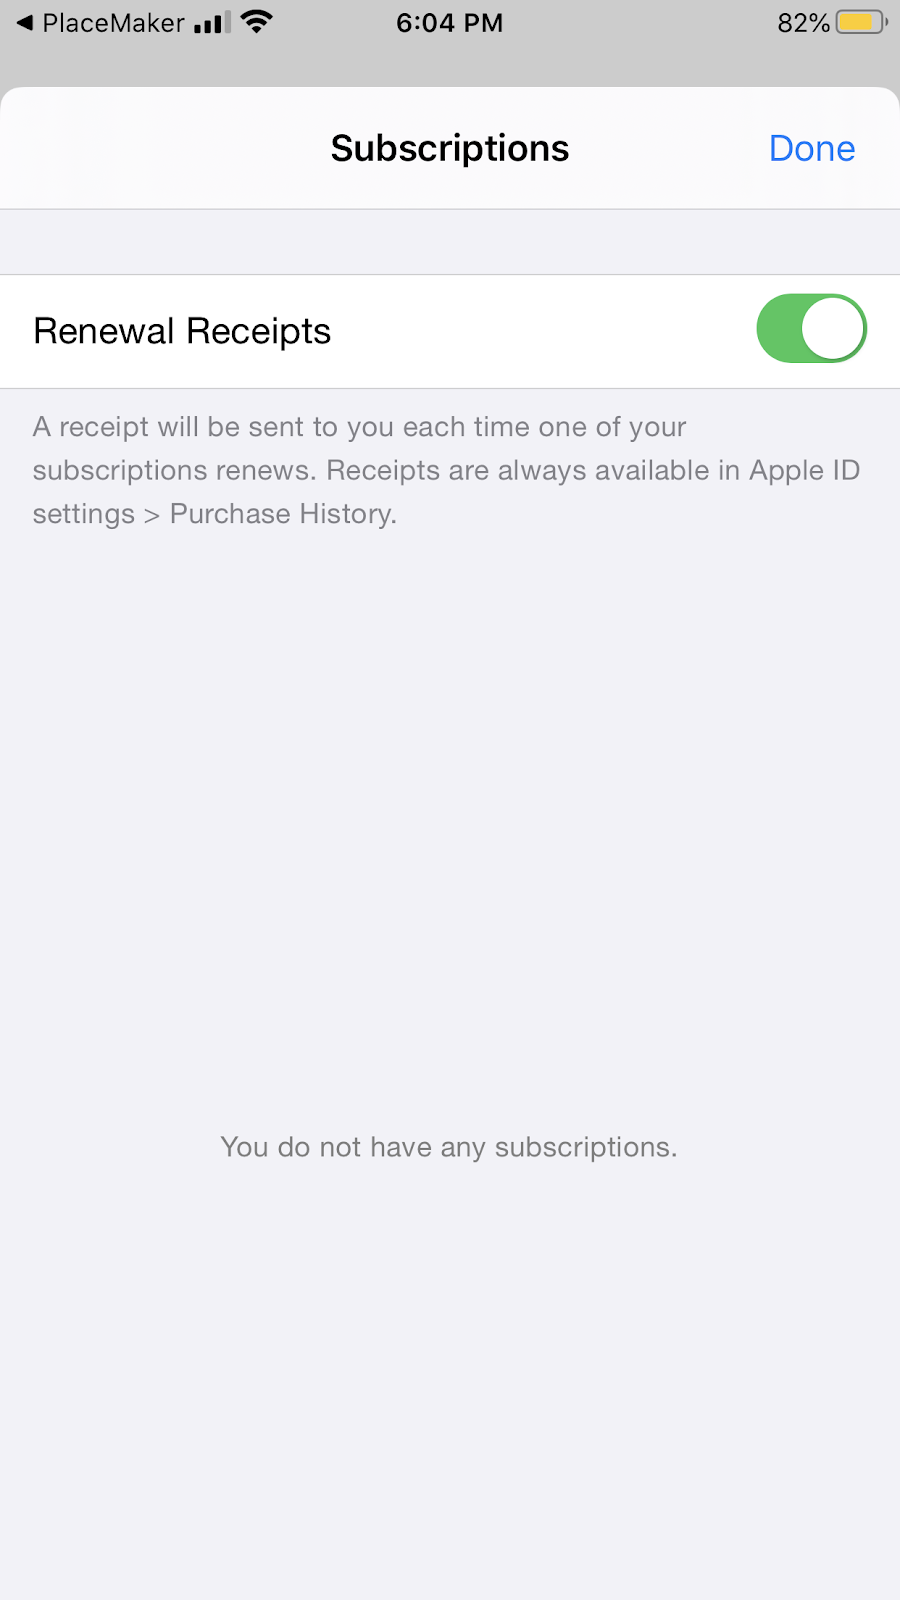 ◀ PlaceMaker 6:04 PM 82%
Subscriptions Done
Renewal Receipts
A receipt will be sent to you each time one of your
subscriptions renews. Receipts are always available in Apple ID
settings > Purchase History.
You do not have any subscriptions.